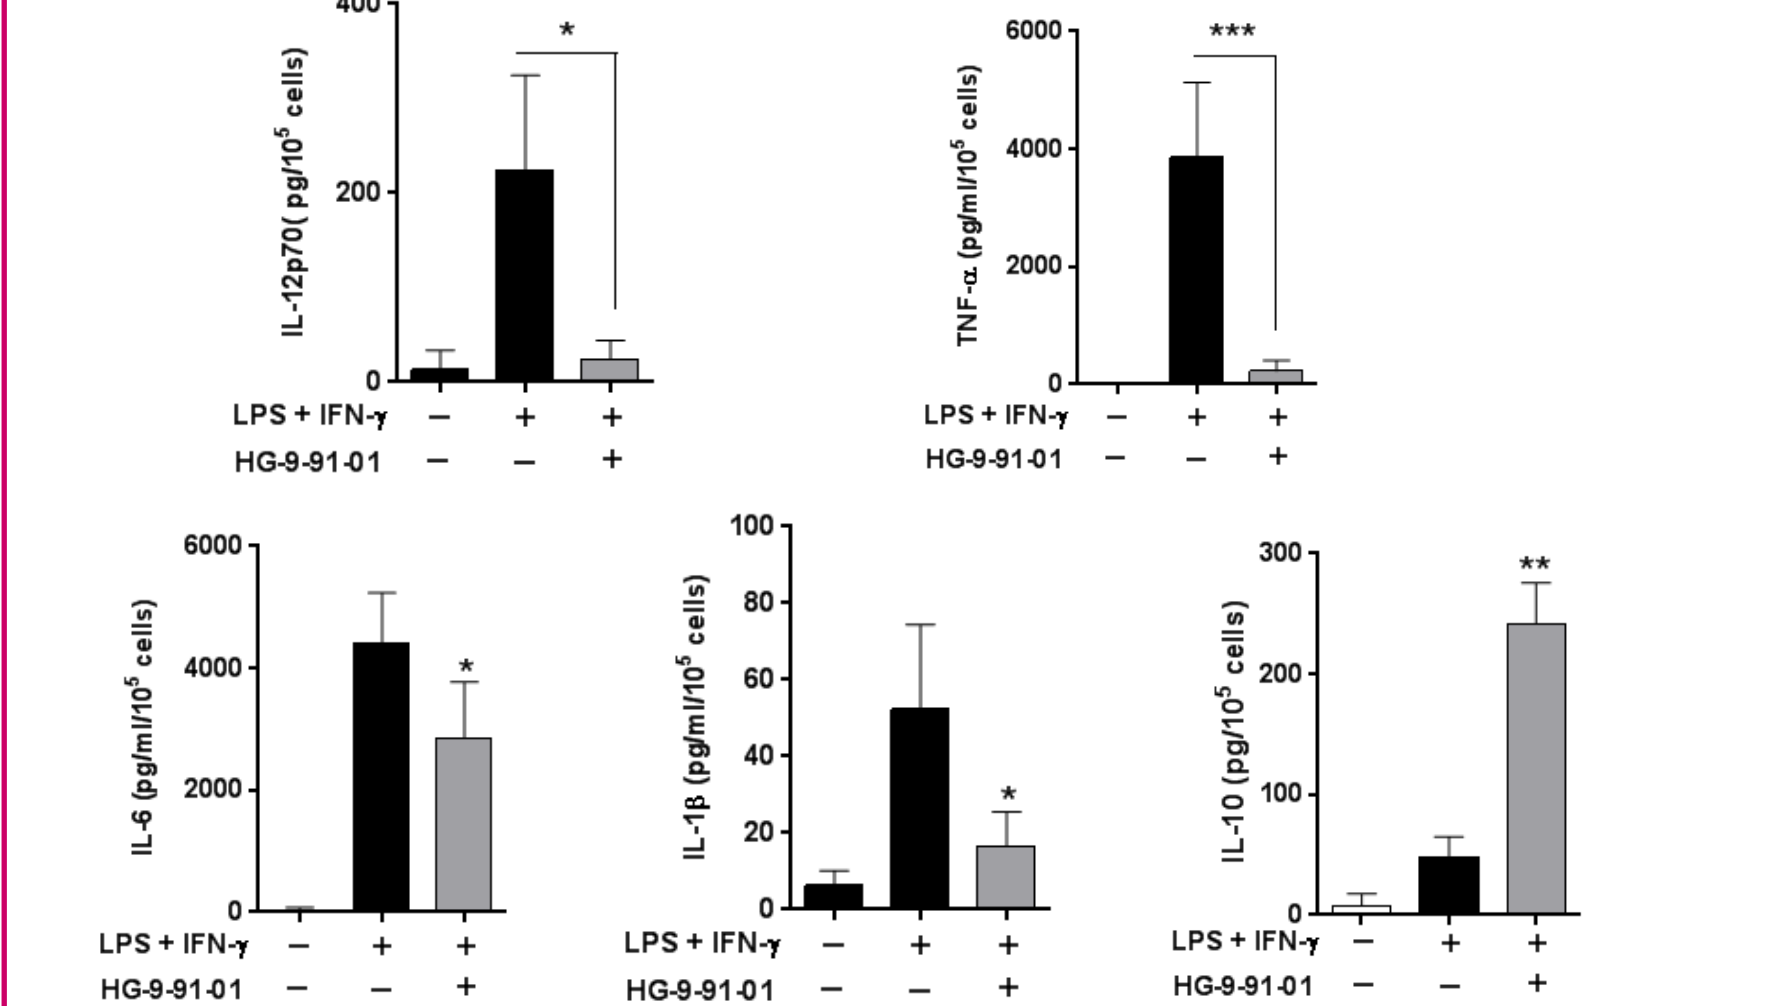 400
*
200
0
IL-12p70( pg/10⁵ cells)
LPS + IFN-γ – + +
HG-9-91-01 – – +
6000
***
4000
2000
0
TNF-α (pg/ml/10⁵ cells)
LPS + IFN-γ – + +
HG-9-91-01 – – +
6000
4000
*
2000
0
IL-6 (pg/ml/10⁵ cells)
LPS + IFN-γ – + +
HG-9-91-01 – – +
100
80
60
40
*
20
0
IL-1β (pg/ml/10⁵ cells)
LPS + IFN-γ – + +
HG-9-91-01 – – +
300
**
200
100
0
IL-10 (pg/10⁵ cells)
LPS + IFN-γ – + +
HG-9-91-01 – – +